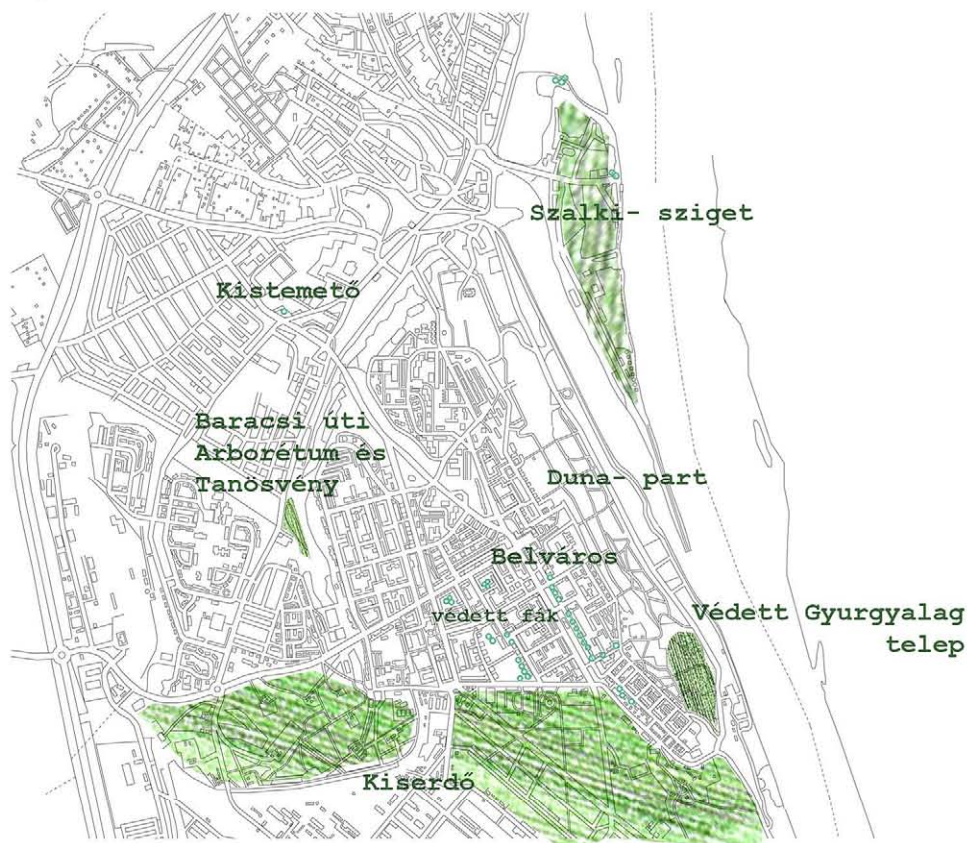 Szalki- sziget
Kistemető
Baracsi úti
Arborétum és
Tanösvény
Duna- part
Belváros
védett fák
Védett Gyurgyalag
telep
Kiserdő